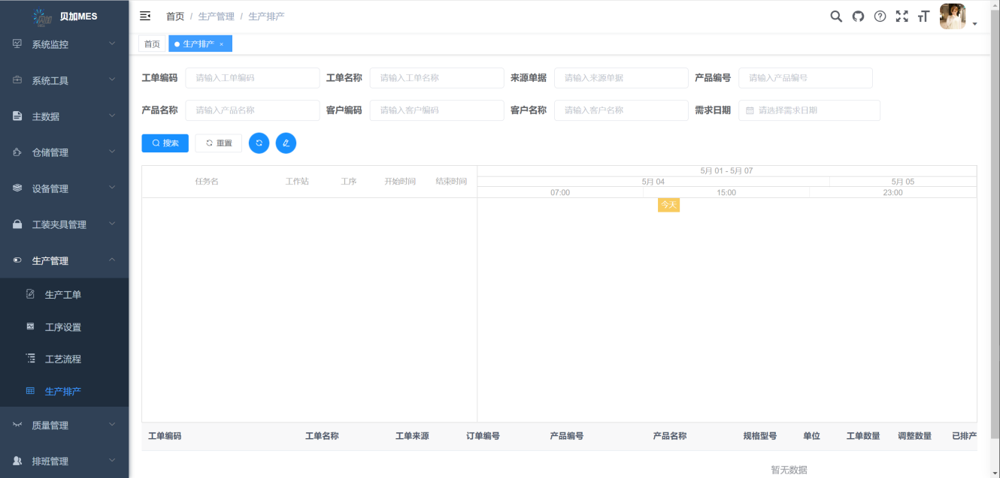 贝加MES
系统监控
系统工具
主数据
仓储管理
设备管理
工装夹具管理
生产管理
生产工单
工序设置
工艺流程
生产排产
质量管理
排班管理
首页 / 生产管理 / 生产排产
首页
生产排产 ×
工单编码 请输入工单编码 工单名称 请输入工单名称 来源单据 请输入来源单据 产品编号 请输入产品编号
产品名称 请输入产品名称 客户编码 请输入客户编码 客户名称 请输入客户名称 需求日期 请选择需求日期
搜索 重置
任务名 工作站 工序 开始时间 结束时间
5月 01 - 5月 07
5月 04 5月 05
07:00 15:00 23:00
今天
工单编码 工单名称 工单来源 订单编号 产品编号 产品名称 规格型号 单位 工单数量 调整数量 已排产
暂无数据